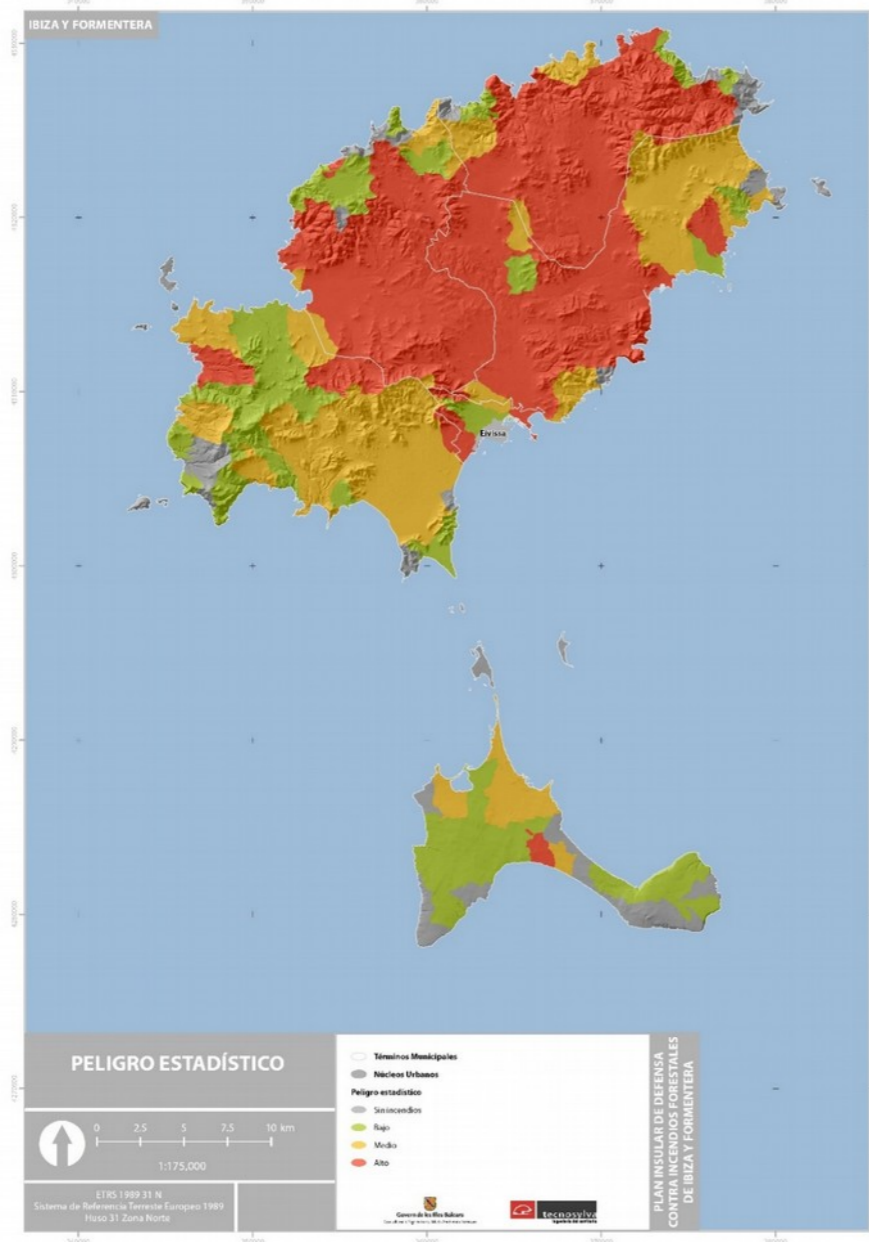 IBIZA Y FORMENTERA
Eivissa
PELIGRO ESTADÍSTICO
0 2.5 5 7.5 10 km
1:175,000
ETRS 1989 31 N
Sistema de Referencia Terrestre Europeo 1989
Huso 31 Zona Norte
Términos Municipales
Núcleos Urbanos
Peligro estadístico
Sin incendios
Bajo
Medio
Alto
Govern de les Illes Balears
tecnosylva
PLAN INSULAR DE DEFENSA
CONTRA INCENDIOS FORESTALES
DE IBIZA Y FORMENTERA